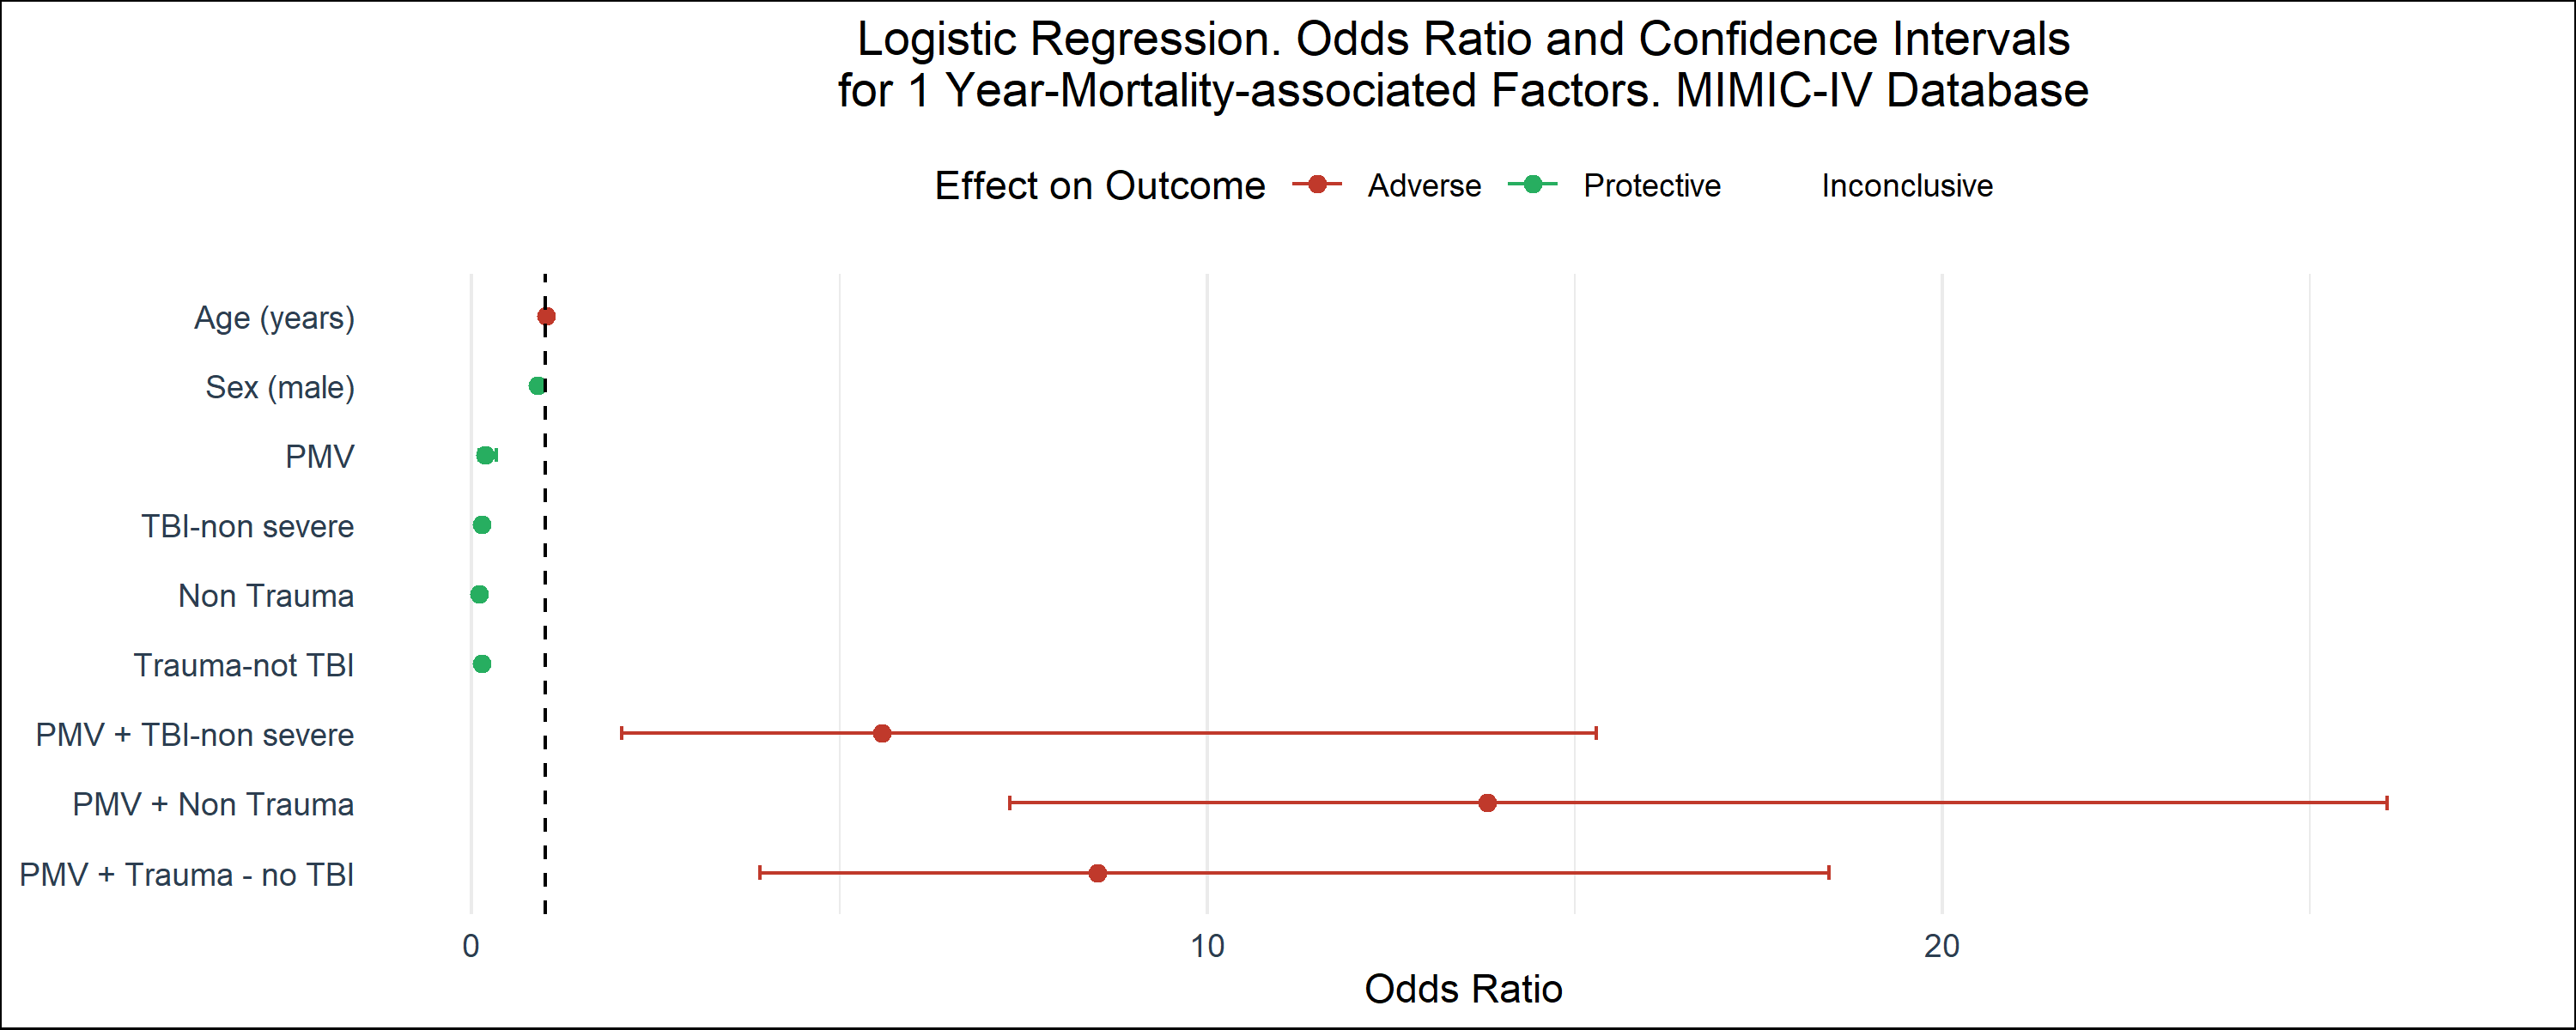 Logistic Regression. Odds Ratio and Confidence Intervals
for 1 Year-Mortality-associated Factors. MIMIC-IV Database
Effect on Outcome Adverse Protective Inconclusive
Age (years)
Sex (male)
PMV
TBI-non severe
Non Trauma
Trauma-not TBI
PMV + TBI-non severe
PMV + Non Trauma
PMV + Trauma - no TBI
0 10 20
Odds Ratio